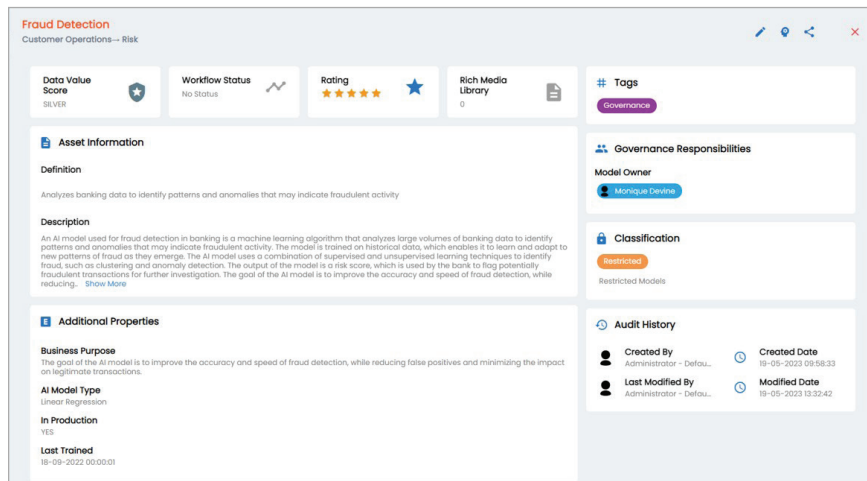 Fraud Detection
Customer Operations→ Risk
Data Value
Score
SILVER
Workflow Status
No Status
Rating
Rich Media
Library
0
Asset Information
Definition
Analyzes banking data to identify patterns and anomalies that may indicate fraudulent activity
Description
An AI model used for fraud detection in banking is a machine learning algorithm that analyzes large volumes of banking data to identify
patterns and anomalies that may indicate fraudulent activity. The model is trained on historical data, which enables it to learn and adapt to
new patterns of fraud as they emerge. The AI model uses a combination of supervised and unsupervised learning techniques to identify
fraud, such as clustering and anomaly detection. The output of the model is a risk score, which is used by the bank to flag potentially
fraudulent transactions for further investigation. The goal of the AI model is to improve the accuracy and speed of fraud detection, while
reducing.. Show More
Additional Properties
Business Purpose
The goal of the AI model is to improve the accuracy and speed of fraud detection, while reducing false positives and minimizing the impact
on legitimate transactions.
AI Model Type
Linear Regression
In Production
YES
Last Trained
18-09-2022 00:00:01
Tags
Governance
Governance Responsibilities
Model Owner
Monique Devine
Classification
Restricted
Restricted Models
Audit History
Created By
Administrator - Defau...
Created Date
19-05-2023 09:58:33
Last Modified By
Administrator - Defau...
Modified Date
19-05-2023 13:32:42